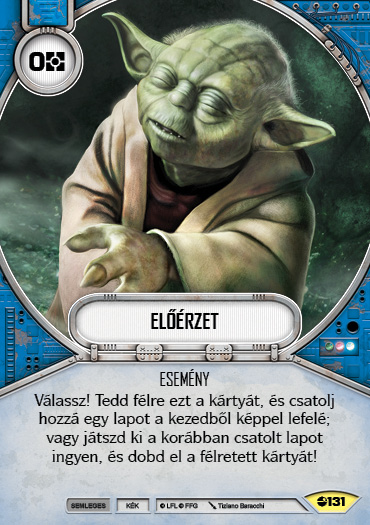 0
ELŐÉRZET
ESEMÉNY
Válassz! Tedd félre ezt a kártyát, és csatolj
hozzá egy lapot a kezedből képpel lefelé;
vagy játszd ki a korábban csatolt lapot
ingyen, és dobd el a félretett kártyát!
SEMLEGES KÉK © LFL © FFG Tiziano Baracchi 131